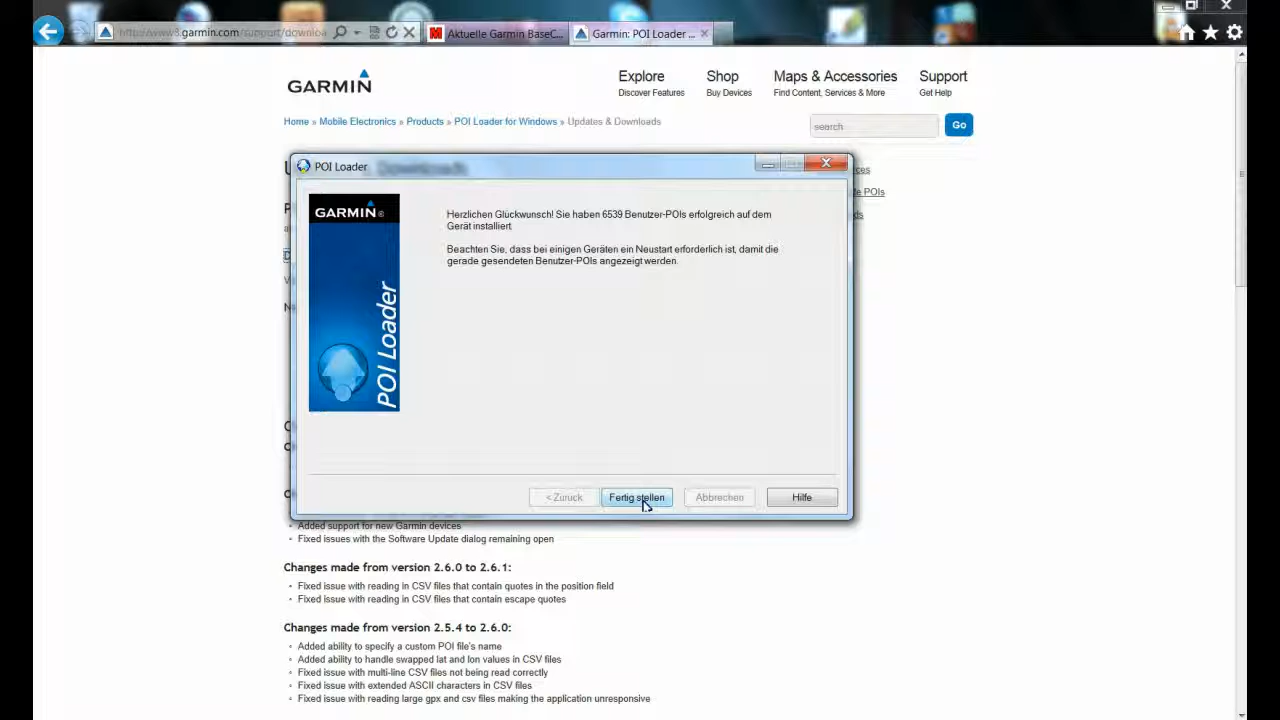 http://www8.garmin.com/support/downloa
Aktuelle Garmin BaseC...
Garmin: POI Loader ...
GARMIN
Explore
Discover Features
Shop
Buy Devices
Maps & Accessories
Find Content, Services & More
Support
Get Help
Home » Mobile Electronics » Products » POI Loader for Windows » Updates & Downloads
search
Go
POI Loader
Downloads
GARMIN®
POI Loader
Herzlichen Glückwunsch! Sie haben 6539 Benutzer-POIs erfolgreich auf dem
Gerät installiert.
Beachten Sie, dass bei einigen Geräten ein Neustart erforderlich ist, damit die
gerade gesendeten Benutzer-POIs angezeigt werden.
< Zurück
Fertig stellen
Abbrechen
Hilfe
Added support for new Garmin devices
Fixed issues with the Software Update dialog remaining open
Changes made from version 2.6.0 to 2.6.1:
Fixed issue with reading in CSV files that contain quotes in the position field
Fixed issue with reading in CSV files that contain escape quotes
Changes made from version 2.5.4 to 2.6.0:
Added ability to specify a custom POI file's name
Added ability to handle swapped lat and lon values in CSV files
Fixed issue with multi-line CSV files not being read correctly
Fixed issue with extended ASCII characters in CSV files
Fixed issue with reading large gpx and csv files making the application unresponsive